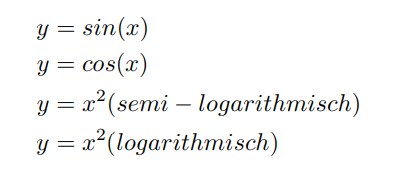 y = sin(x)
y = cos(x)
y = x²(semi − logarithmisch)
y = x²(logarithmisch)